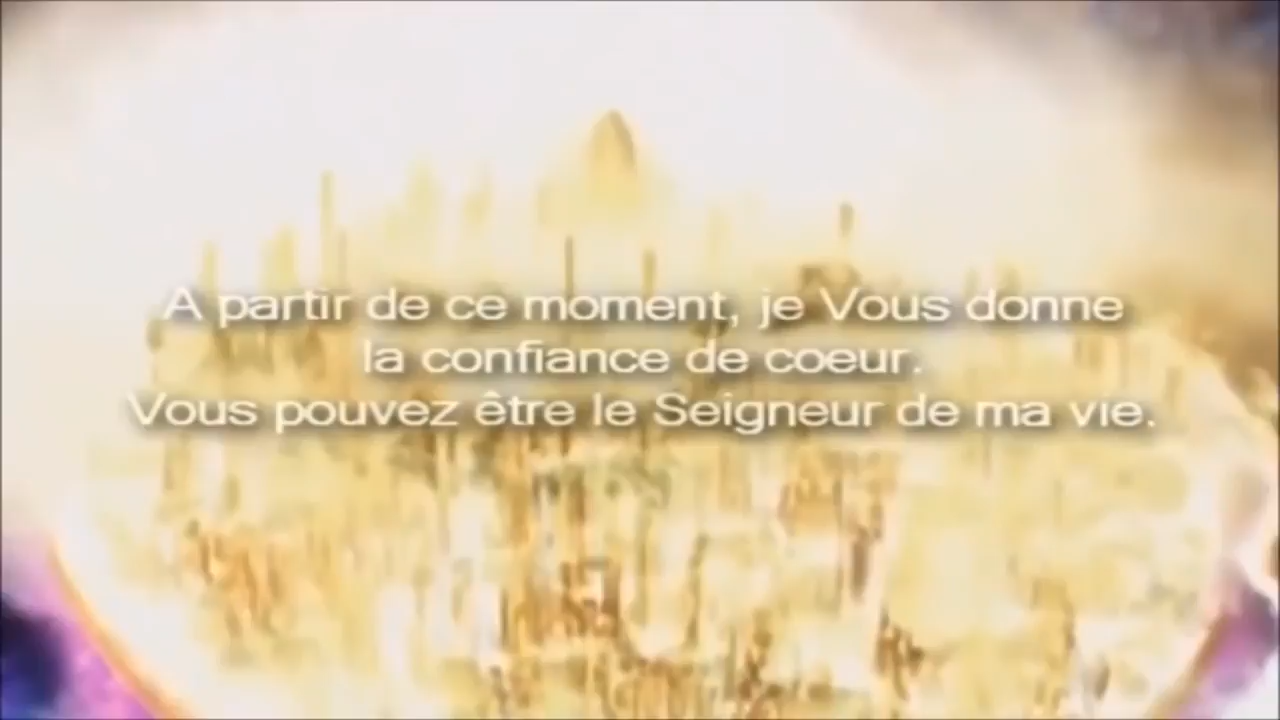 A partir de ce moment, je Vous donne
la confiance de coeur.
Vous pouvez être le Seigneur de ma vie.